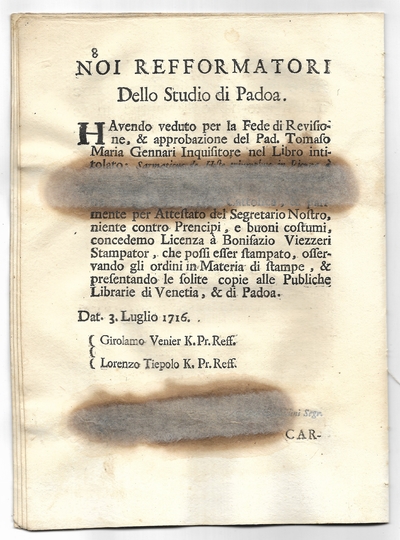 8
NOI REFFORMATORI
Dello Studio di Padoa.
HAvendo veduto per la Fede di Revisio-
ne, & approbazione del Pad. Tomaso
Maria Gennari Inquisitore nel Libro inti-
tolato
mente per Attestato del Segretario Nostro,
niente contro Prencipi, e buoni costumi,
concedemo Licenza à Bonifazio Viezzeri
Stampator, che possi esser stampato, osser-
vando gli ordini in Materia di stampe, &
presentando le solite copie alle Publiche
Librarie di Venetia, & di Padoa.
Dat. 3. Luglio 1716.
( Girolamo Venier K. Pr. Reff.
(
( Lorenzo Tiepolo K. Pr. Reff.
Segr.
CAR-